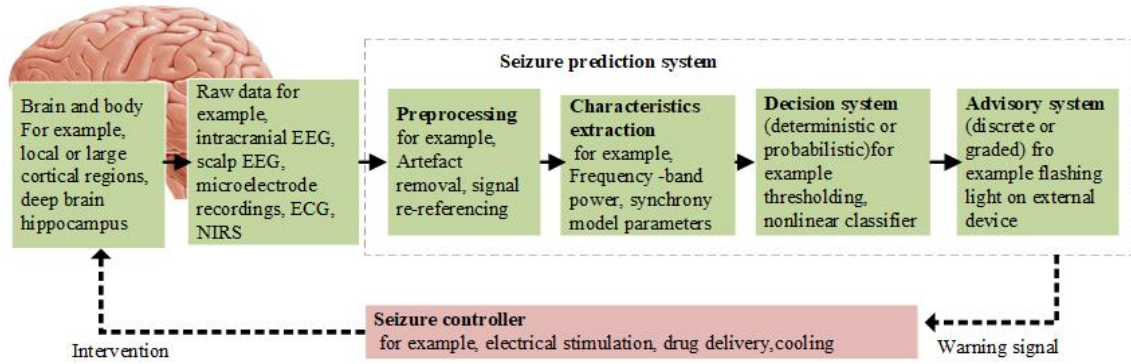 Seizure prediction system
Brain and body
For example,
local or large
cortical regions,
deep brain
hippocampus
Raw data for
example,
intracranial EEG,
scalp EEG,
microelectrode
recordings, ECG,
NIRS
Preprocessing
for example,
Artefact
removal, signal
re-referencing
Characteristics
extraction
for example,
Frequency -band
power, synchrony
model parameters
Decision system
(deterministic or
probabilistic)for
example
thresholding,
nonlinear classifier
Advisory system
(discrete or
graded) fro
example flashing
light on external
device
Seizure controller
for example, electrical stimulation, drug delivery,cooling
Intervention
Warning signal